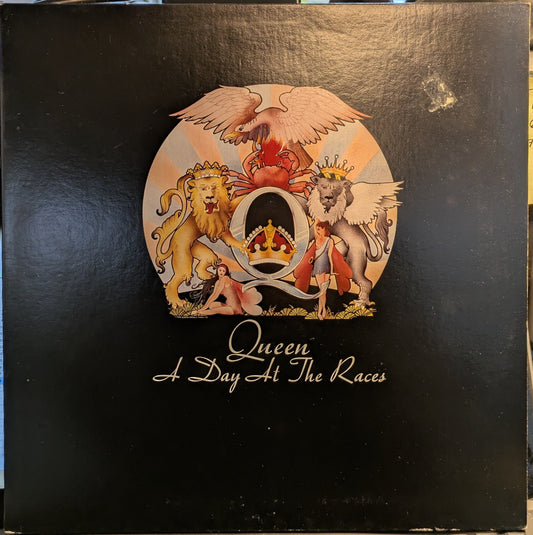 Q
Queen
A Day At The Races